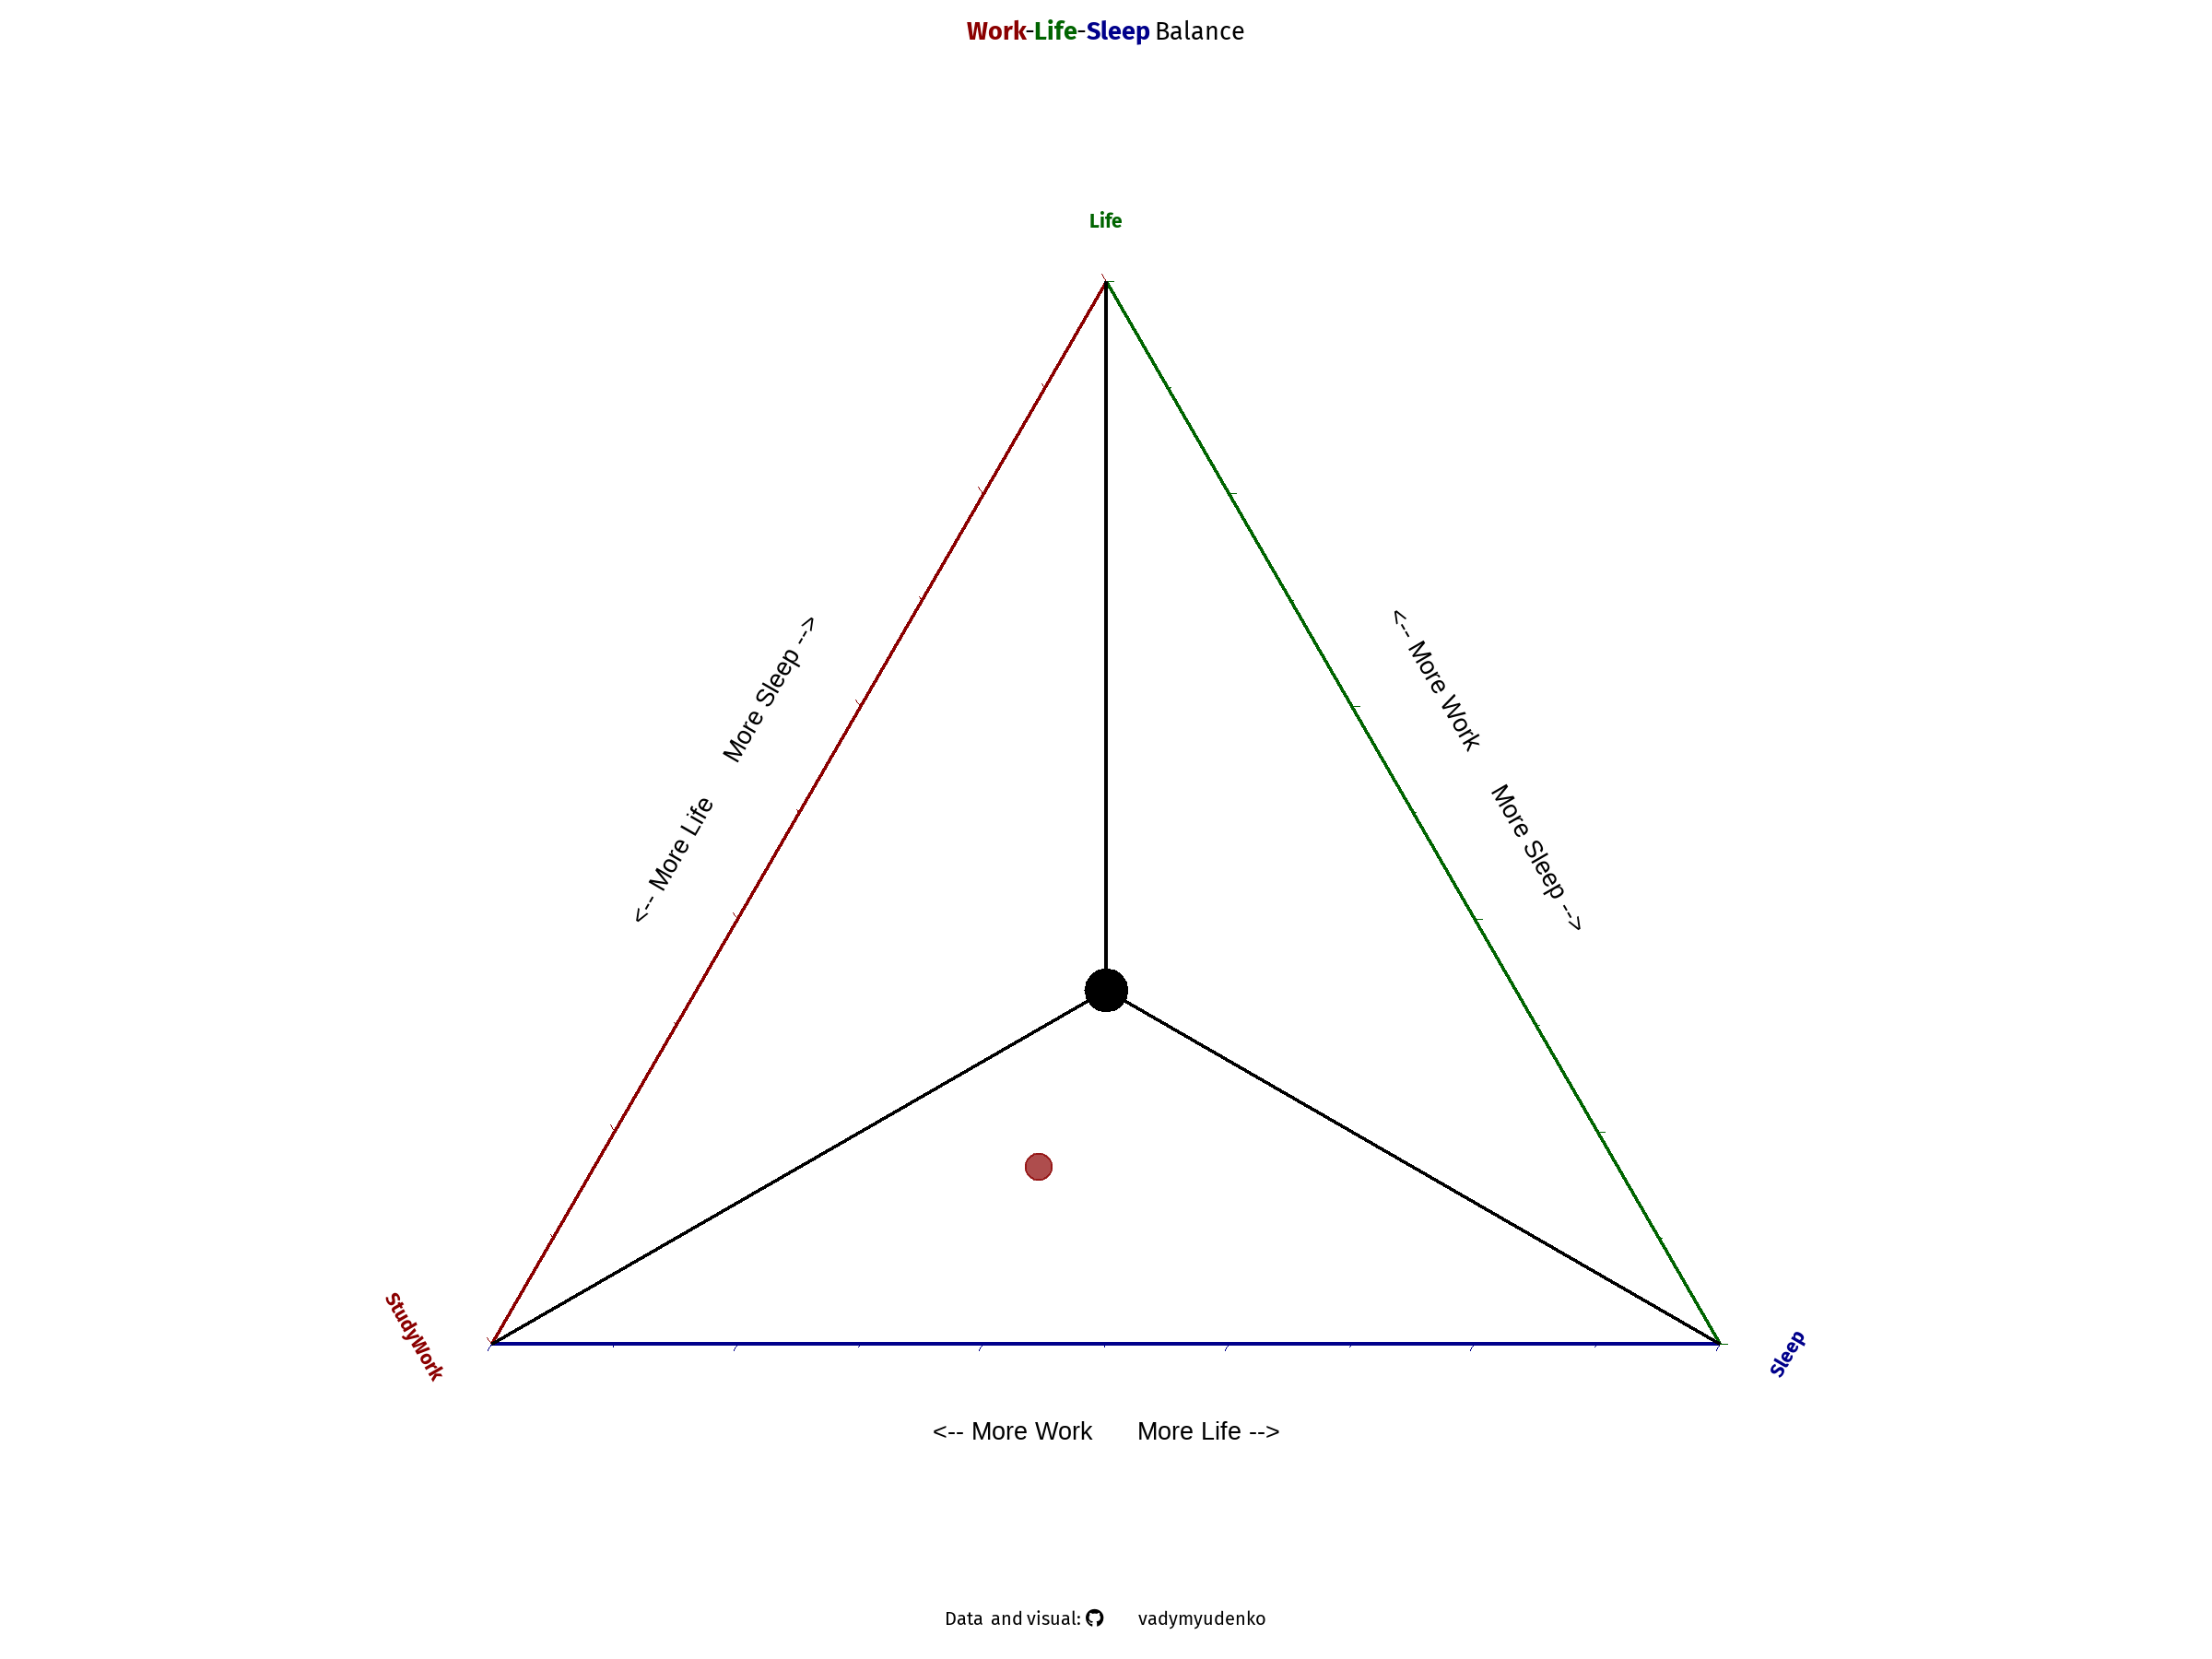 Work-Life-Sleep Balance
Life
<-- More Life More Sleep -->
<-- More Work More Sleep -->
StudyWork
Sleep
<-- More Work More Life -->
Data and visual: vadymyudenko